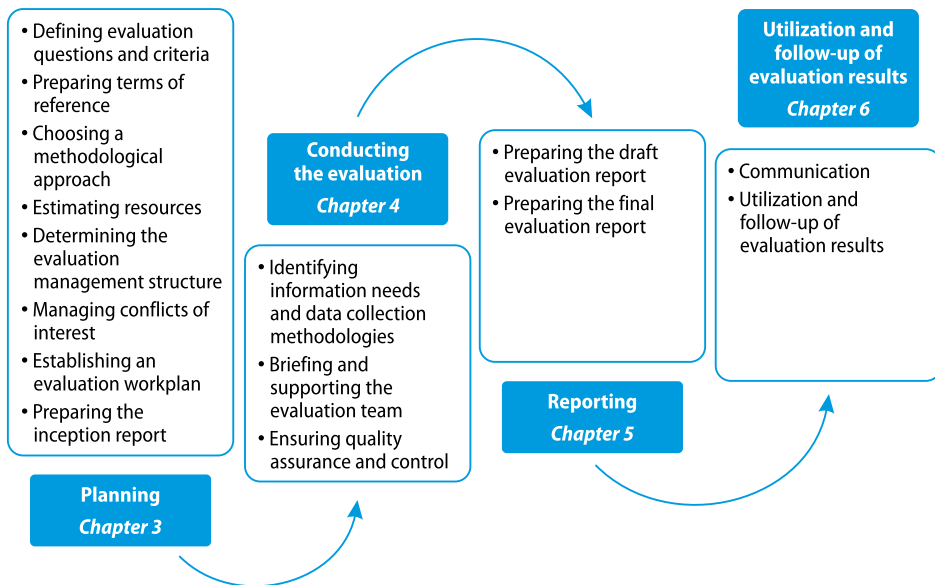 • Defining evaluation
questions and criteria
• Preparing terms of
reference
• Choosing a
methodological
approach
• Estimating resources
• Determining the
evaluation
management structure
• Managing conflicts of
interest
• Establishing an
evaluation workplan
• Preparing the
inception report
Planning
Chapter 3
Conducting
the evaluation
Chapter 4
• Identifying
information needs
and data collection
methodologies
• Briefing and
supporting the
evaluation team
• Ensuring quality
assurance and control
• Preparing the draft
evaluation report
• Preparing the final
evaluation report
Reporting
Chapter 5
Utilization and
follow-up of
evaluation results
Chapter 6
• Communication
• Utilization and
follow-up of
evaluation results